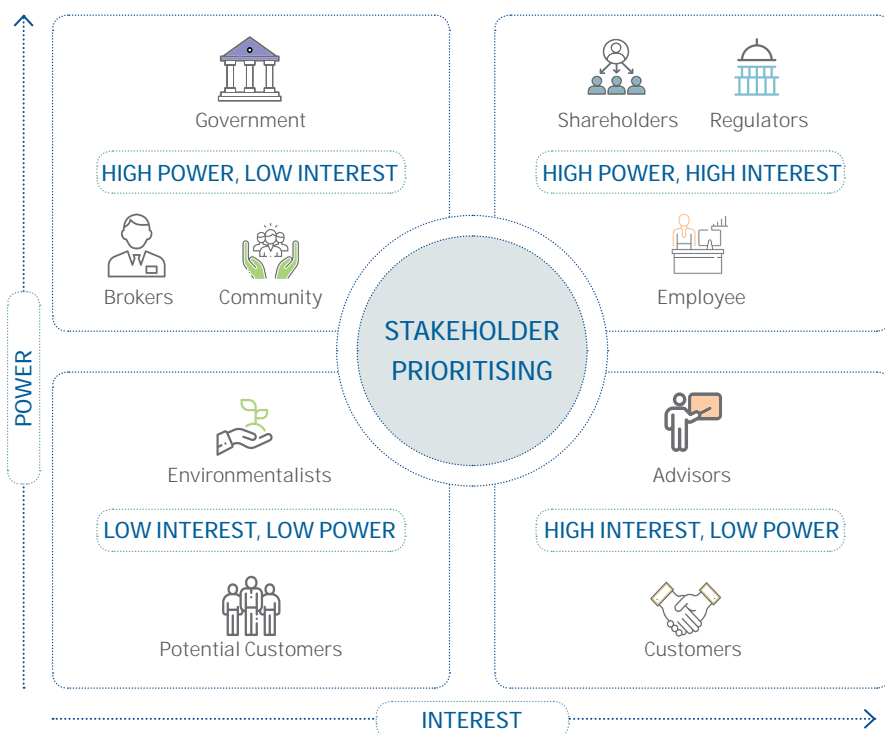 Government
HIGH POWER, LOW INTEREST
Brokers
Community
Shareholders
Regulators
HIGH POWER, HIGH INTEREST
Employee
STAKEHOLDER
PRIORITISING
POWER
Environmentalists
LOW INTEREST, LOW POWER
Potential Customers
Advisors
HIGH INTEREST, LOW POWER
Customers
INTEREST